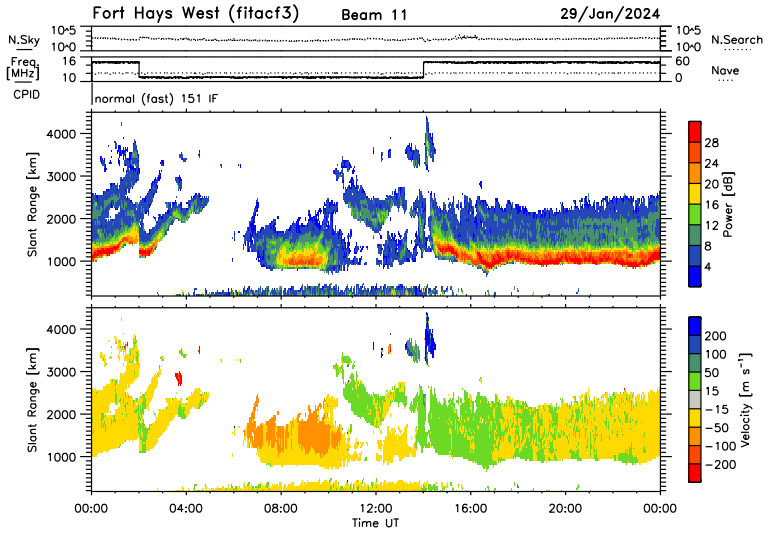 Fort Hays West (fitacf3) Beam 11 29/Jan/2024
N.Sky 10^5 10^0 10^5 10^0 N.Search
Freq. [MHz] 16 10 60 0 Nave
CPID normal (fast) 151 IF
Slant Range [km]
4000
3000
2000
1000
Power [dB]
28
24
20
16
12
8
4
Slant Range [km]
4000
3000
2000
1000
Velocity [m s⁻¹]
200
100
50
15
-15
-50
-100
-200
00:00 04:00 08:00 12:00 16:00 20:00 00:00
Time UT